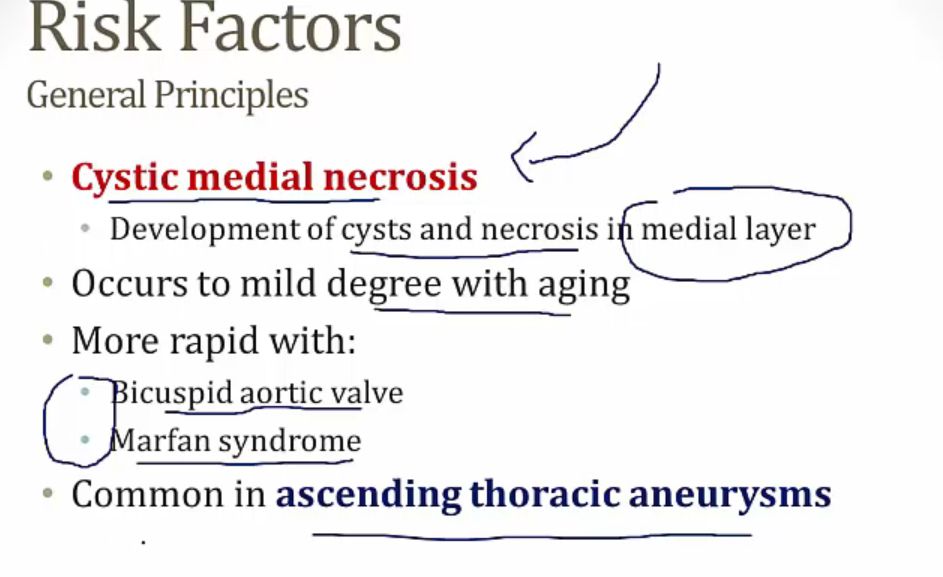 Risk Factors
General Principles
• Cystic medial necrosis
• Development of cysts and necrosis in medial layer
• Occurs to mild degree with aging
• More rapid with:
• Bicuspid aortic valve
• Marfan syndrome
• Common in ascending thoracic aneurysms